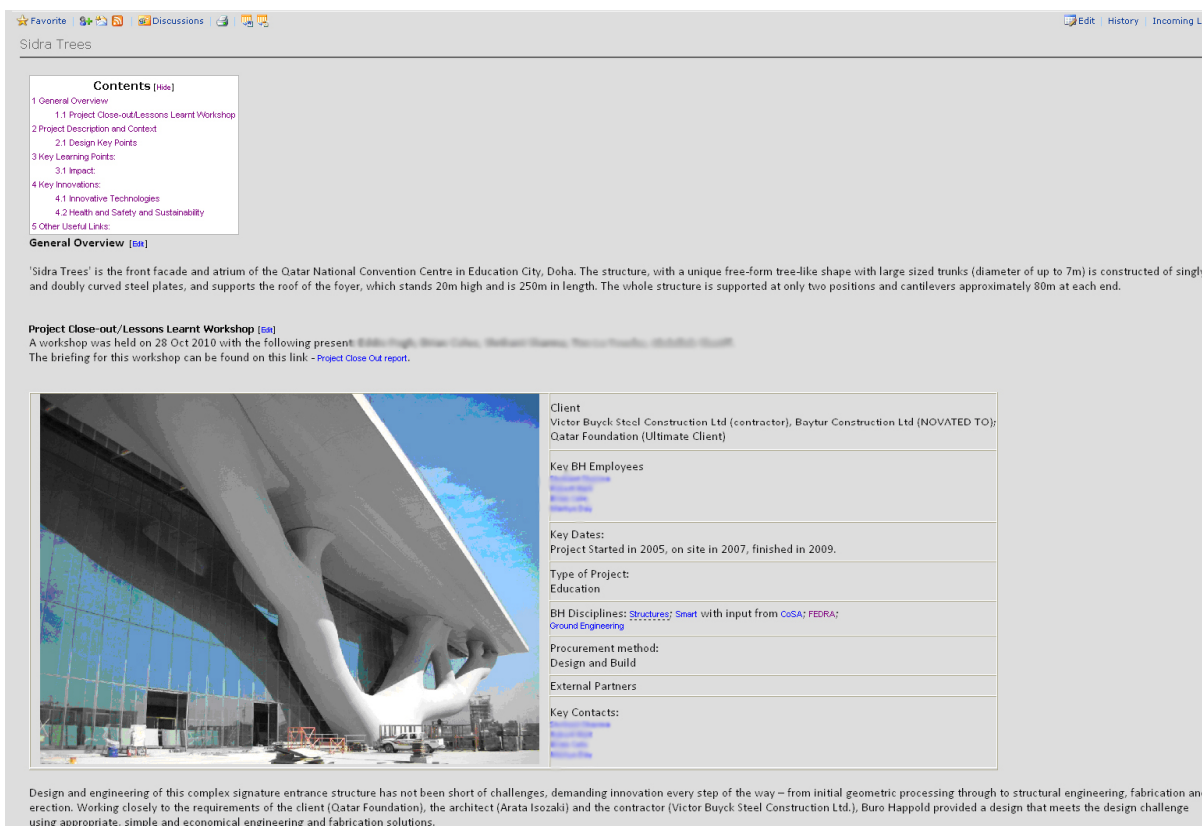 Favorite Discussions Edit History Incoming L
Sidra Trees
Contents [Hide]
1 General Overview
1.1 Project Close-out/Lessons Learnt Workshop
2 Project Description and Context
2.1 Design Key Points
3 Key Learning Points:
3.1 Impact:
4 Key Innovations:
4.1 Innovative Technologies
4.2 Health and Safety and Sustainability
5 Other Useful Links:
General Overview [Edit]
'Sidra Trees' is the front facade and atrium of the Qatar National Convention Centre in Education City, Doha. The structure, with a unique free-form tree-like shape with large sized trunks (diameter of up to 7m) is constructed of singly
and doubly curved steel plates, and supports the roof of the foyer, which stands 20m high and is 250m in length. The whole structure is supported at only two positions and cantilevers approximately 80m at each end.
Project Close-out/Lessons Learnt Workshop [Edit]
A workshop was held on 28 Oct 2010 with the following present:
The briefing for this workshop can be found on this link - Project Close Out report.
Client
Victor Buyck Steel Construction Ltd (contractor), Baytur Construction Ltd (NOVATED TO);
Qatar Foundation (Ultimate Client)
Key BH Employees
Key Dates:
Project Started in 2005, on site in 2007, finished in 2009.
Type of Project:
Education
BH Disciplines: Structures; Smart with input from CoSA; FEDRA;
Ground Engineering
Procurement method:
Design and Build
External Partners
Key Contacts:
Design and engineering of this complex signature entrance structure has not been short of challenges, demanding innovation every step of the way – from initial geometric processing through to structural engineering, fabrication and
erection. Working closely to the requirements of the client (Qatar Foundation), the architect (Arata Isozaki) and the contractor (Victor Buyck Steel Construction Ltd.), Buro Happold provided a design that meets the design challenge
using appropriate, simple and economical engineering and fabrication solutions.